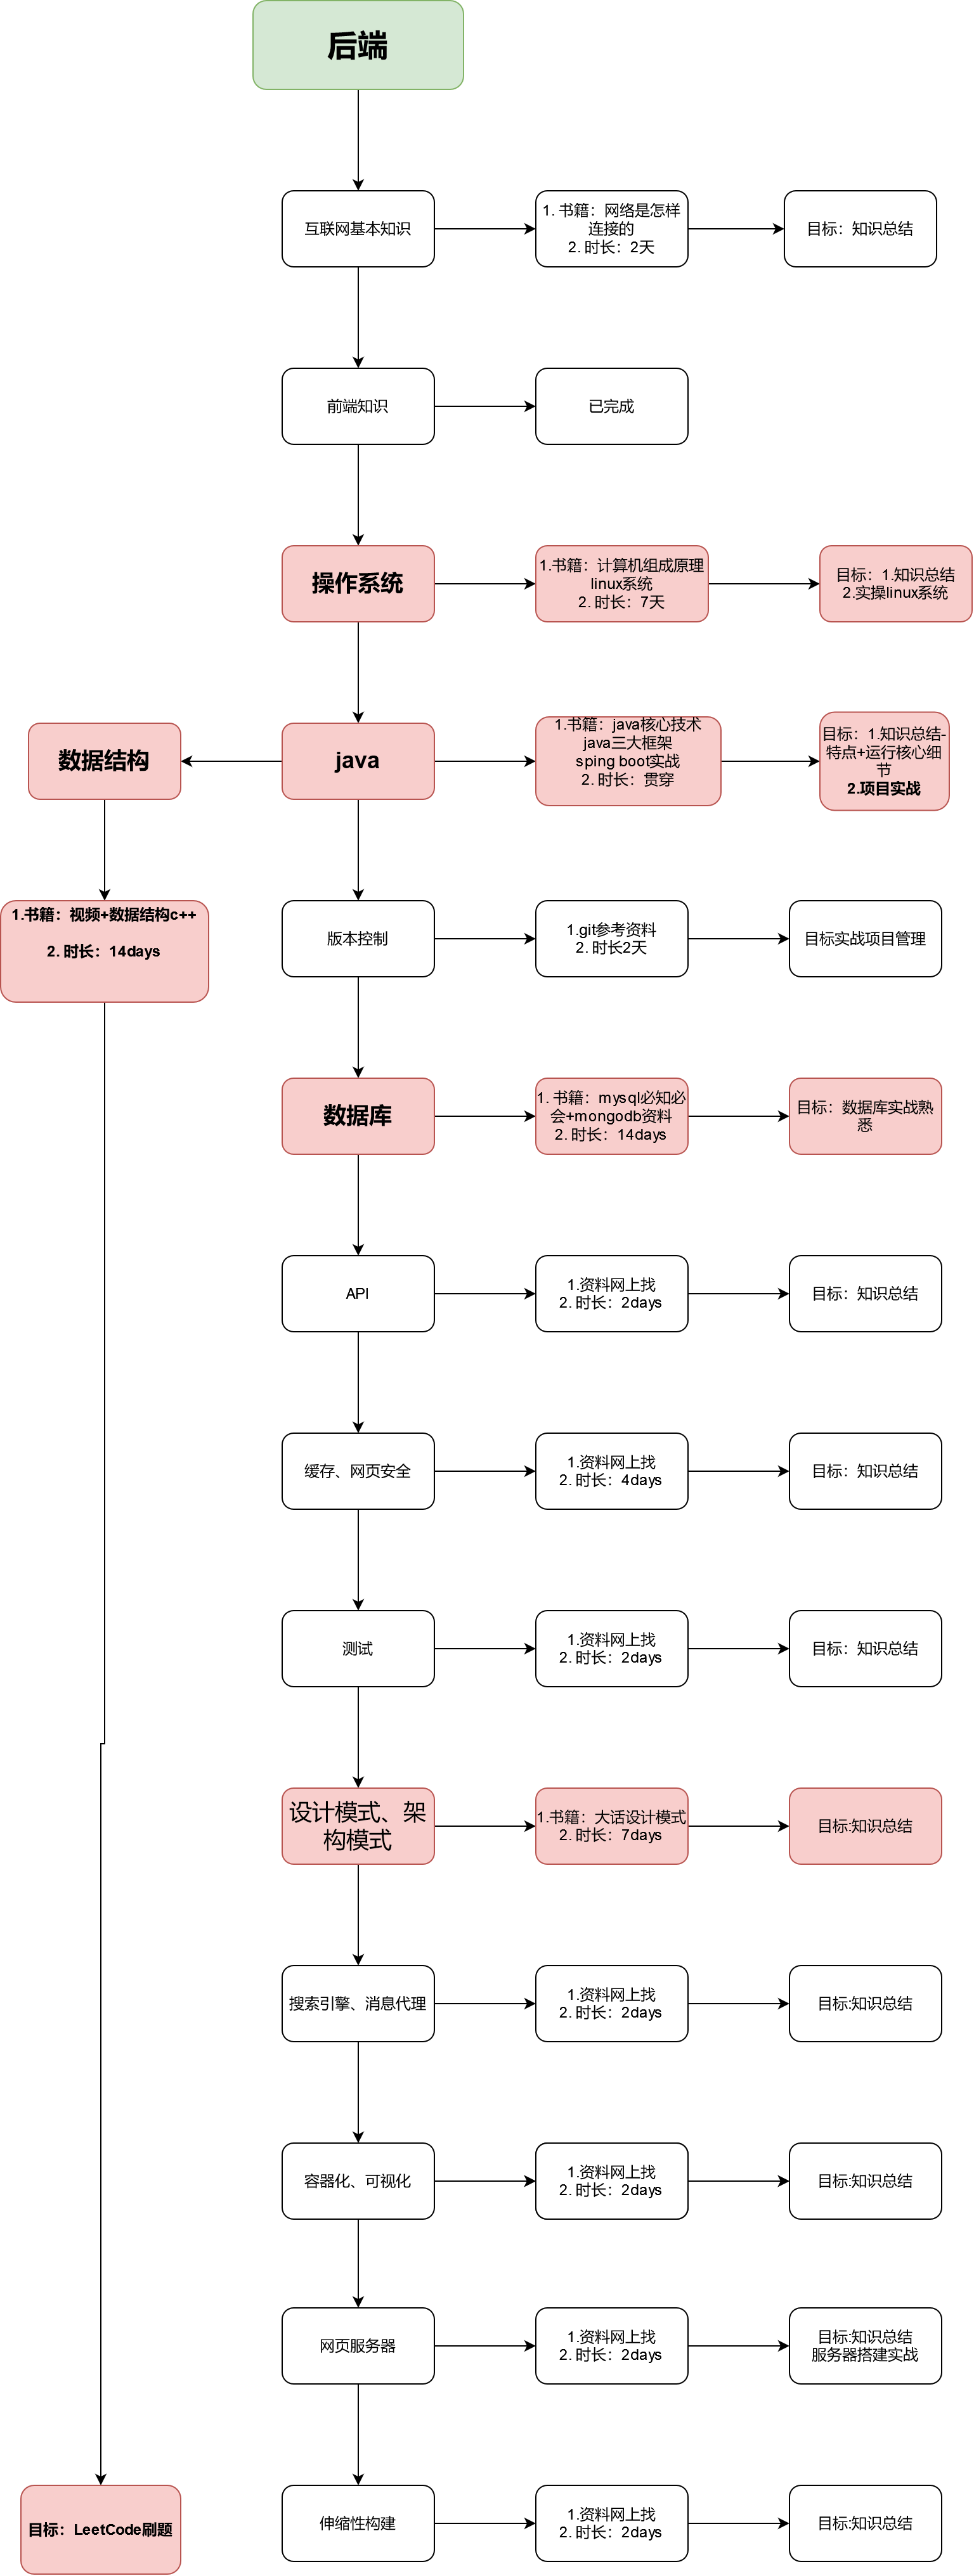 后端
互联网基本知识
1. 书籍：网络是怎样
连接的
2. 时长：2天
目标：知识总结
前端知识
已完成
操作系统
1.书籍：计算机组成原理
linux系统
2. 时长：7天
目标：1.知识总结
2.实操linux系统
数据结构
java
1.书籍：java核心技术
java三大框架
sping boot实战
2. 时长：贯穿
目标：1.知识总结-
特点+运行核心细
节
2.项目实战
1.书籍：视频+数据结构c++
2. 时长：14days
版本控制
1.git参考资料
2. 时长2天
目标实战项目管理
数据库
1. 书籍：mysql必知必
会+mongodb资料
2. 时长：14days
目标：数据库实战熟
悉
API
1.资料网上找
2. 时长：2days
目标：知识总结
缓存、网页安全
1.资料网上找
2. 时长：4days
目标：知识总结
测试
1.资料网上找
2. 时长：2days
目标：知识总结
设计模式、架
构模式
1.书籍：大话设计模式
2. 时长：7days
目标:知识总结
搜索引擎、消息代理
1.资料网上找
2. 时长：2days
目标:知识总结
容器化、可视化
1.资料网上找
2. 时长：2days
目标:知识总结
网页服务器
1.资料网上找
2. 时长：2days
目标:知识总结
服务器搭建实战
目标：LeetCode刷题
伸缩性构建
1.资料网上找
2. 时长：2days
目标:知识总结